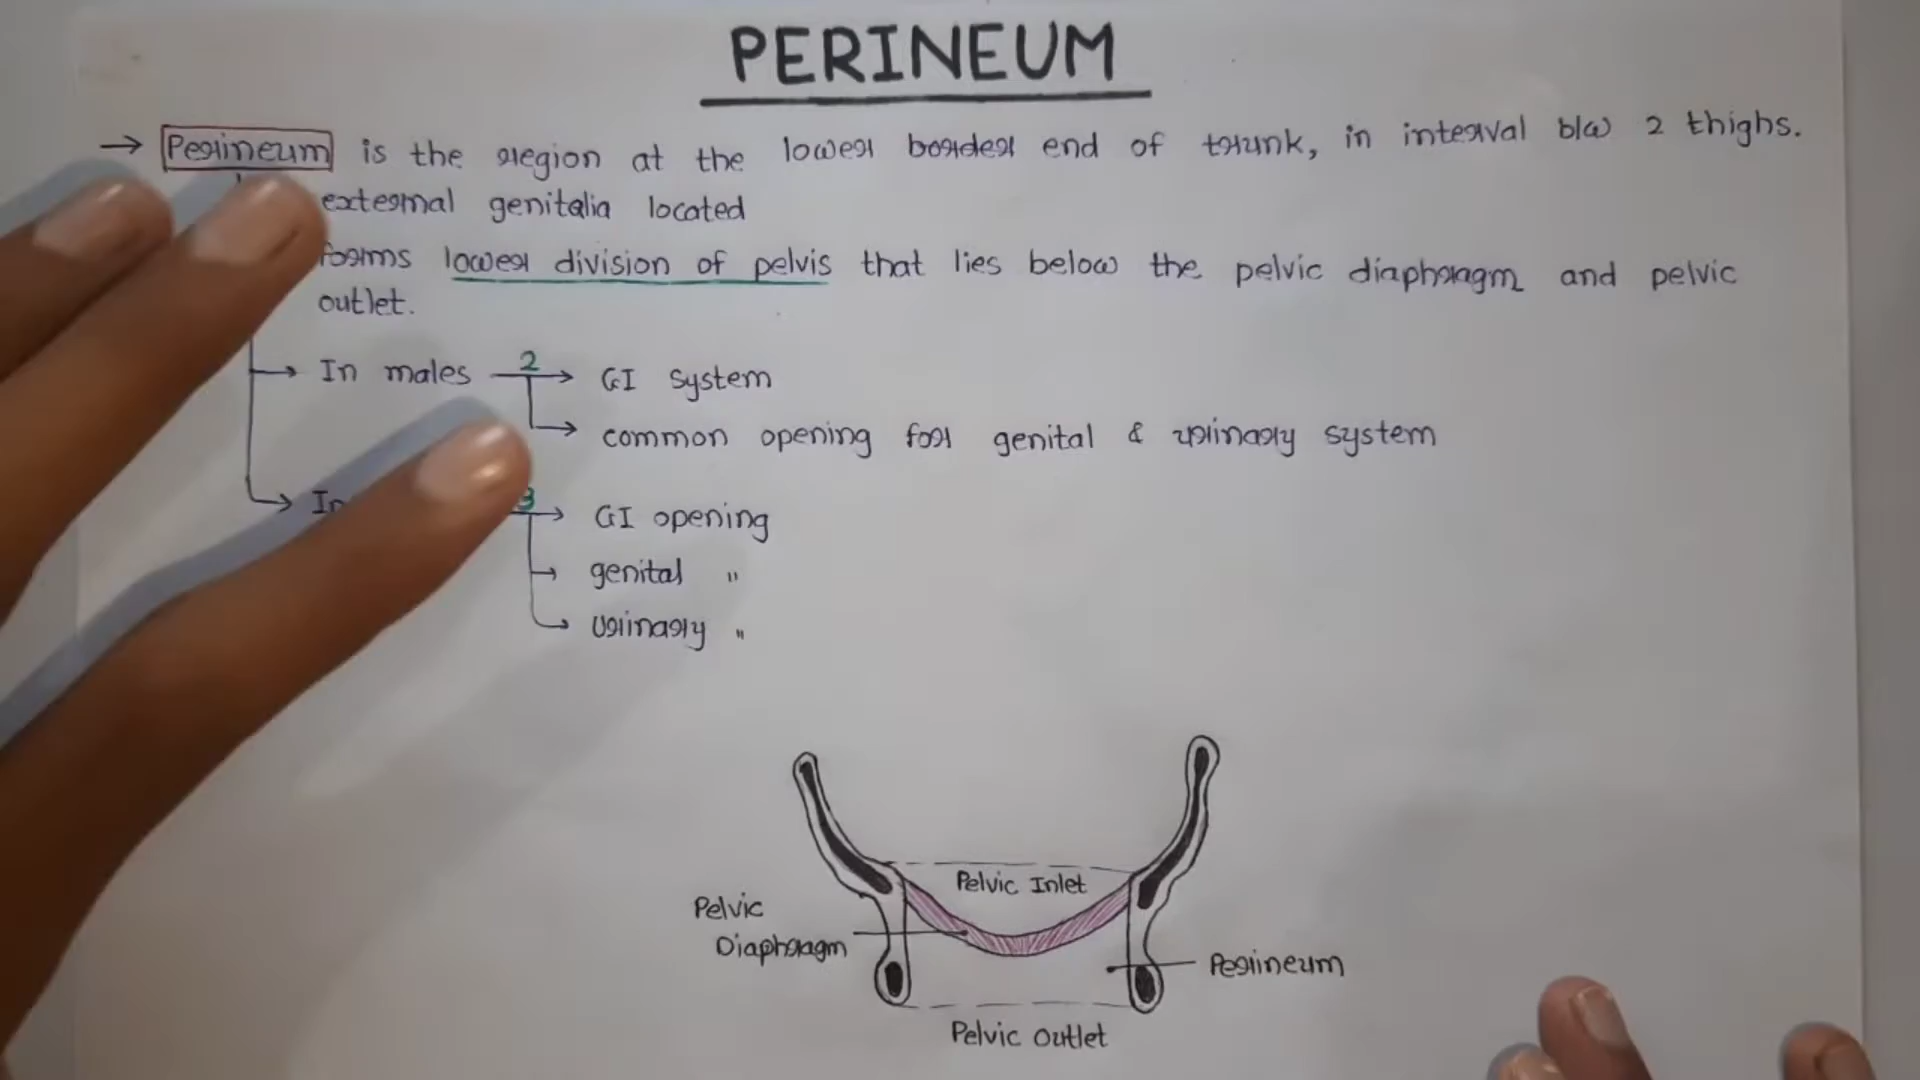 PERINEUM
→ Perineum is the region at the lower border end of trunk, in interval b/w 2 thighs.
external genitalia located
forms lower division of pelvis that lies below the pelvic diaphragm and pelvic
outlet.
→ In males 2 → GI system
→ common opening for genital & urinary system
→ In 3 → GI opening
→ genital "
→ Urinary "
Pelvic Inlet
Pelvic
Diaphragm
Perineum
Pelvic Outlet